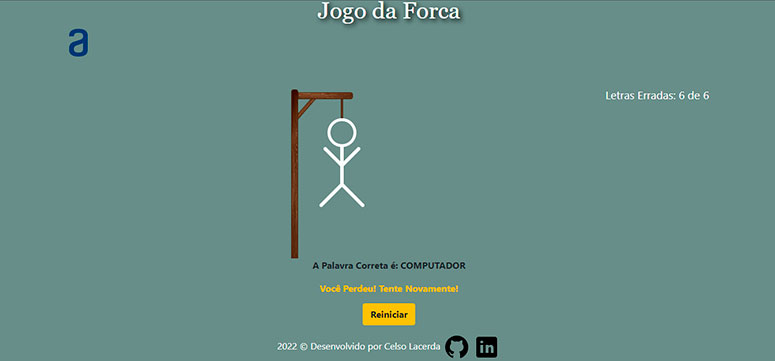 Jogo da Forca
a
Letras Erradas: 6 de 6
A Palavra Correta é: COMPUTADOR
Você Perdeu! Tente Novamente!
Reiniciar
2022 © Desenvolvido por Celso Lacerda
in